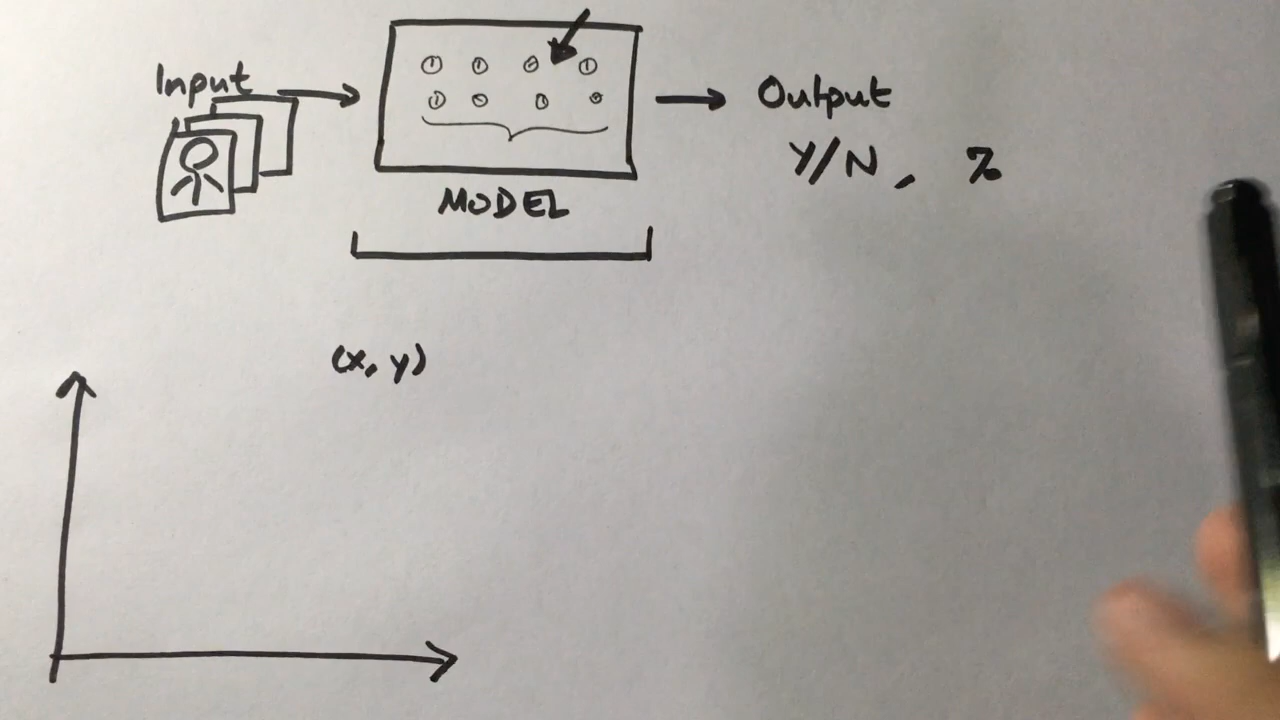 Input
Output
Y/N, %
MODEL
(x, y)